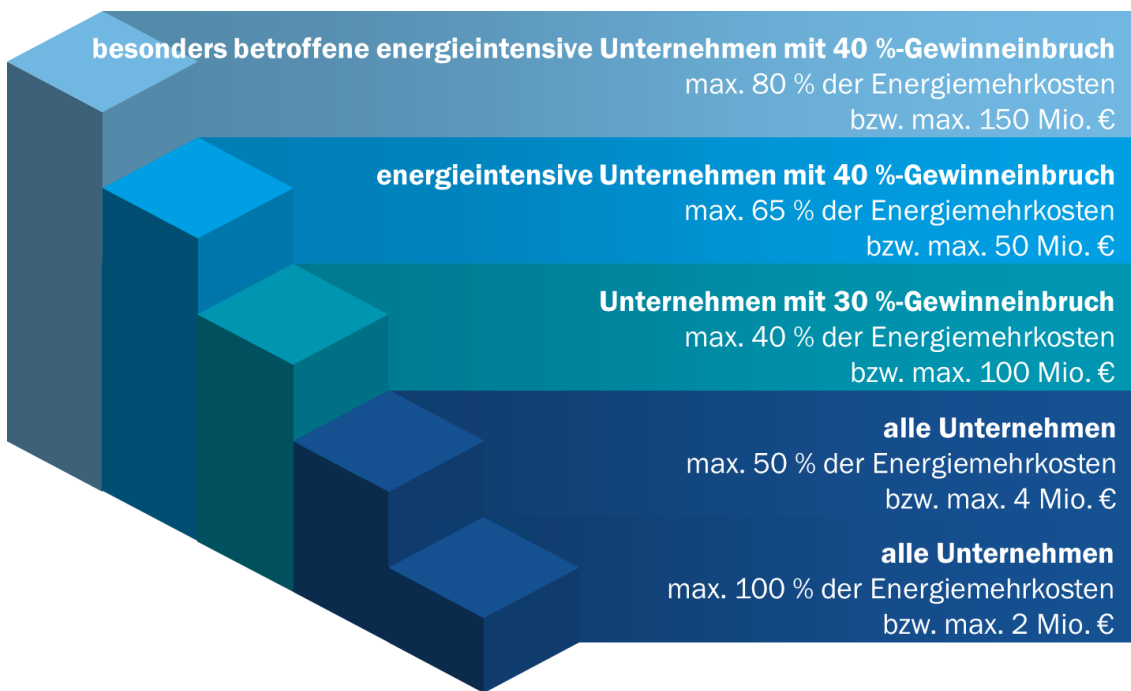 besonders betroffene energieintensive Unternehmen mit 40 %-Gewinneinbruch
max. 80 % der Energiemehrkosten
bzw. max. 150 Mio. €
energieintensive Unternehmen mit 40 %-Gewinneinbruch
max. 65 % der Energiemehrkosten
bzw. max. 50 Mio. €
Unternehmen mit 30 %-Gewinneinbruch
max. 40 % der Energiemehrkosten
bzw. max. 100 Mio. €
alle Unternehmen
max. 50 % der Energiemehrkosten
bzw. max. 4 Mio. €
alle Unternehmen
max. 100 % der Energiemehrkosten
bzw. max. 2 Mio. €